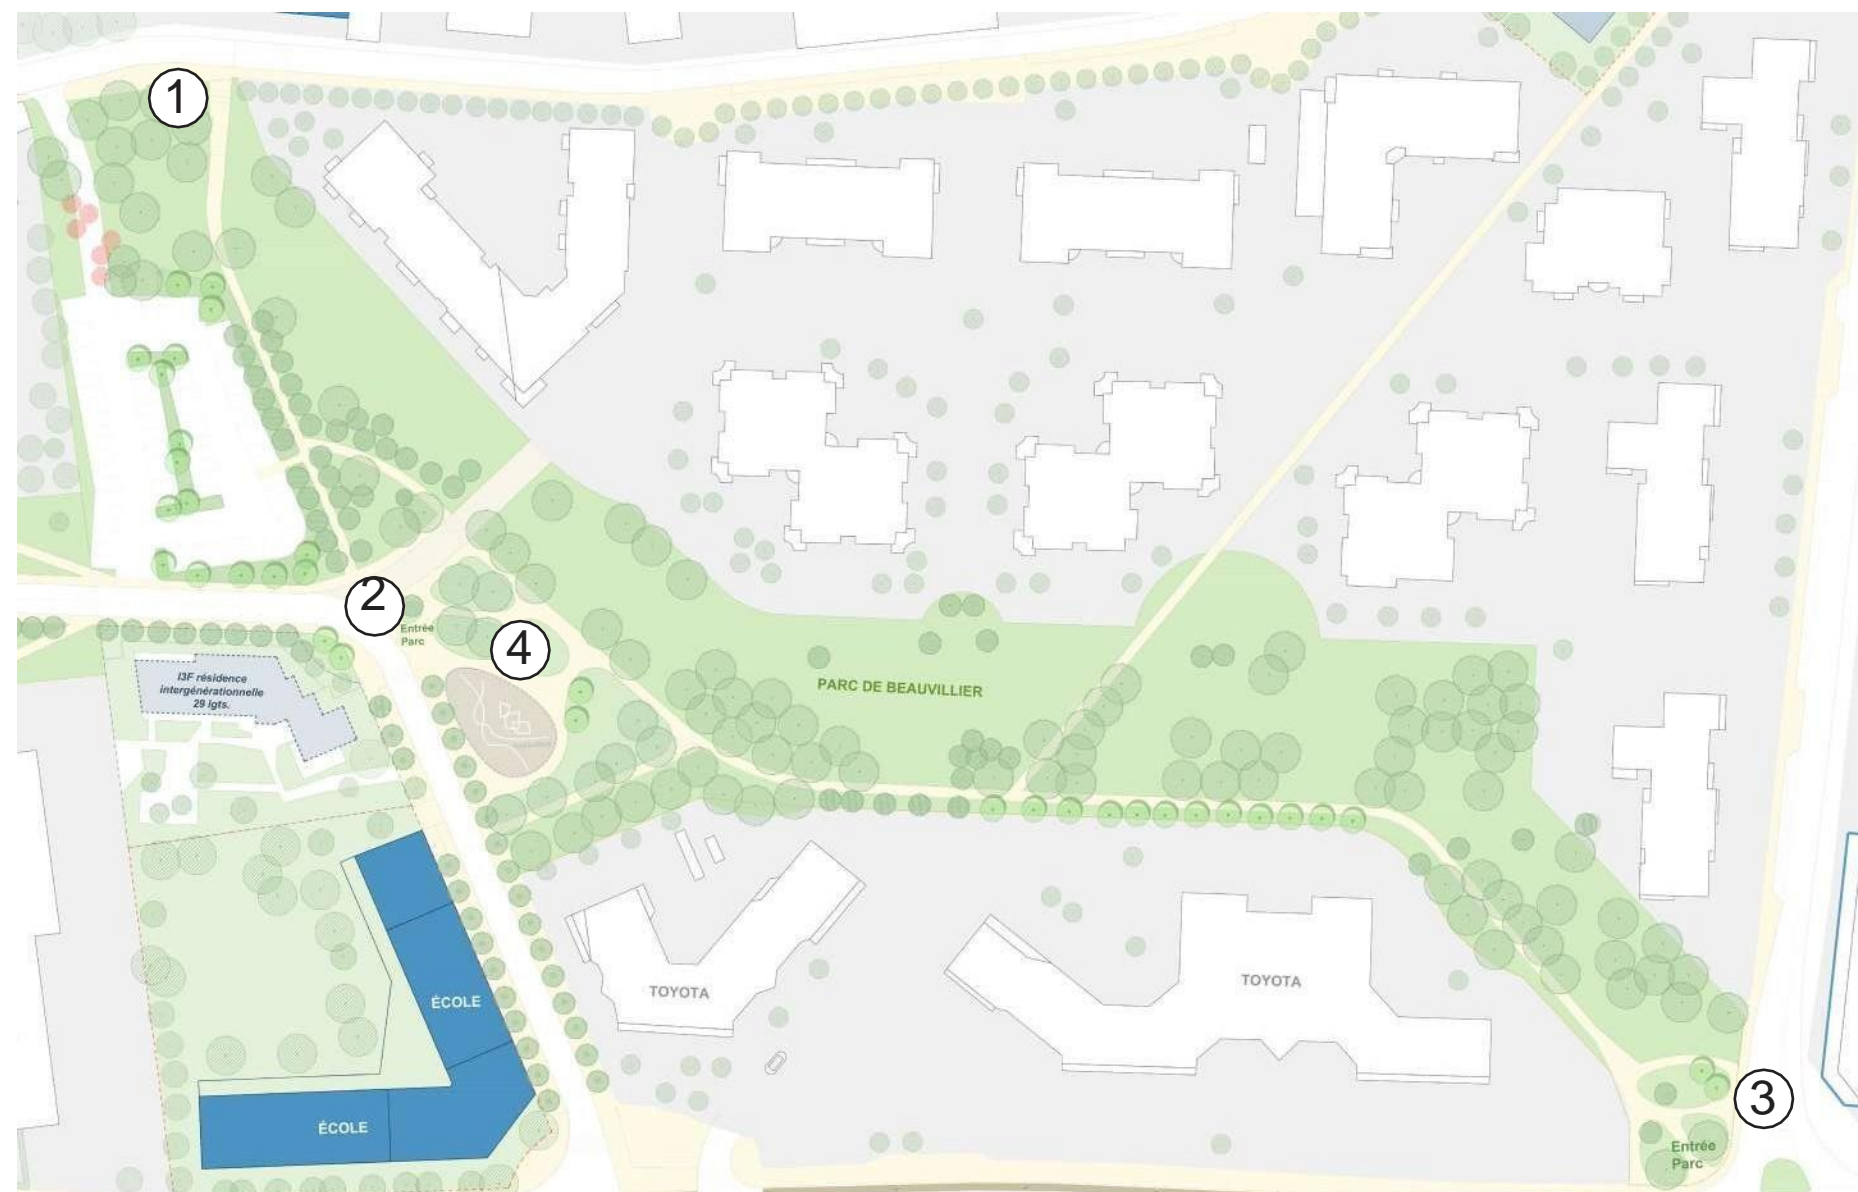 1
2
Entrée
Parc
4
I3F résidence
intergénérationnelle
29 lgts.
PARC DE BEAUVILLIER
ÉCOLE
TOYOTA
TOYOTA
3
ÉCOLE
Entrée
Parc